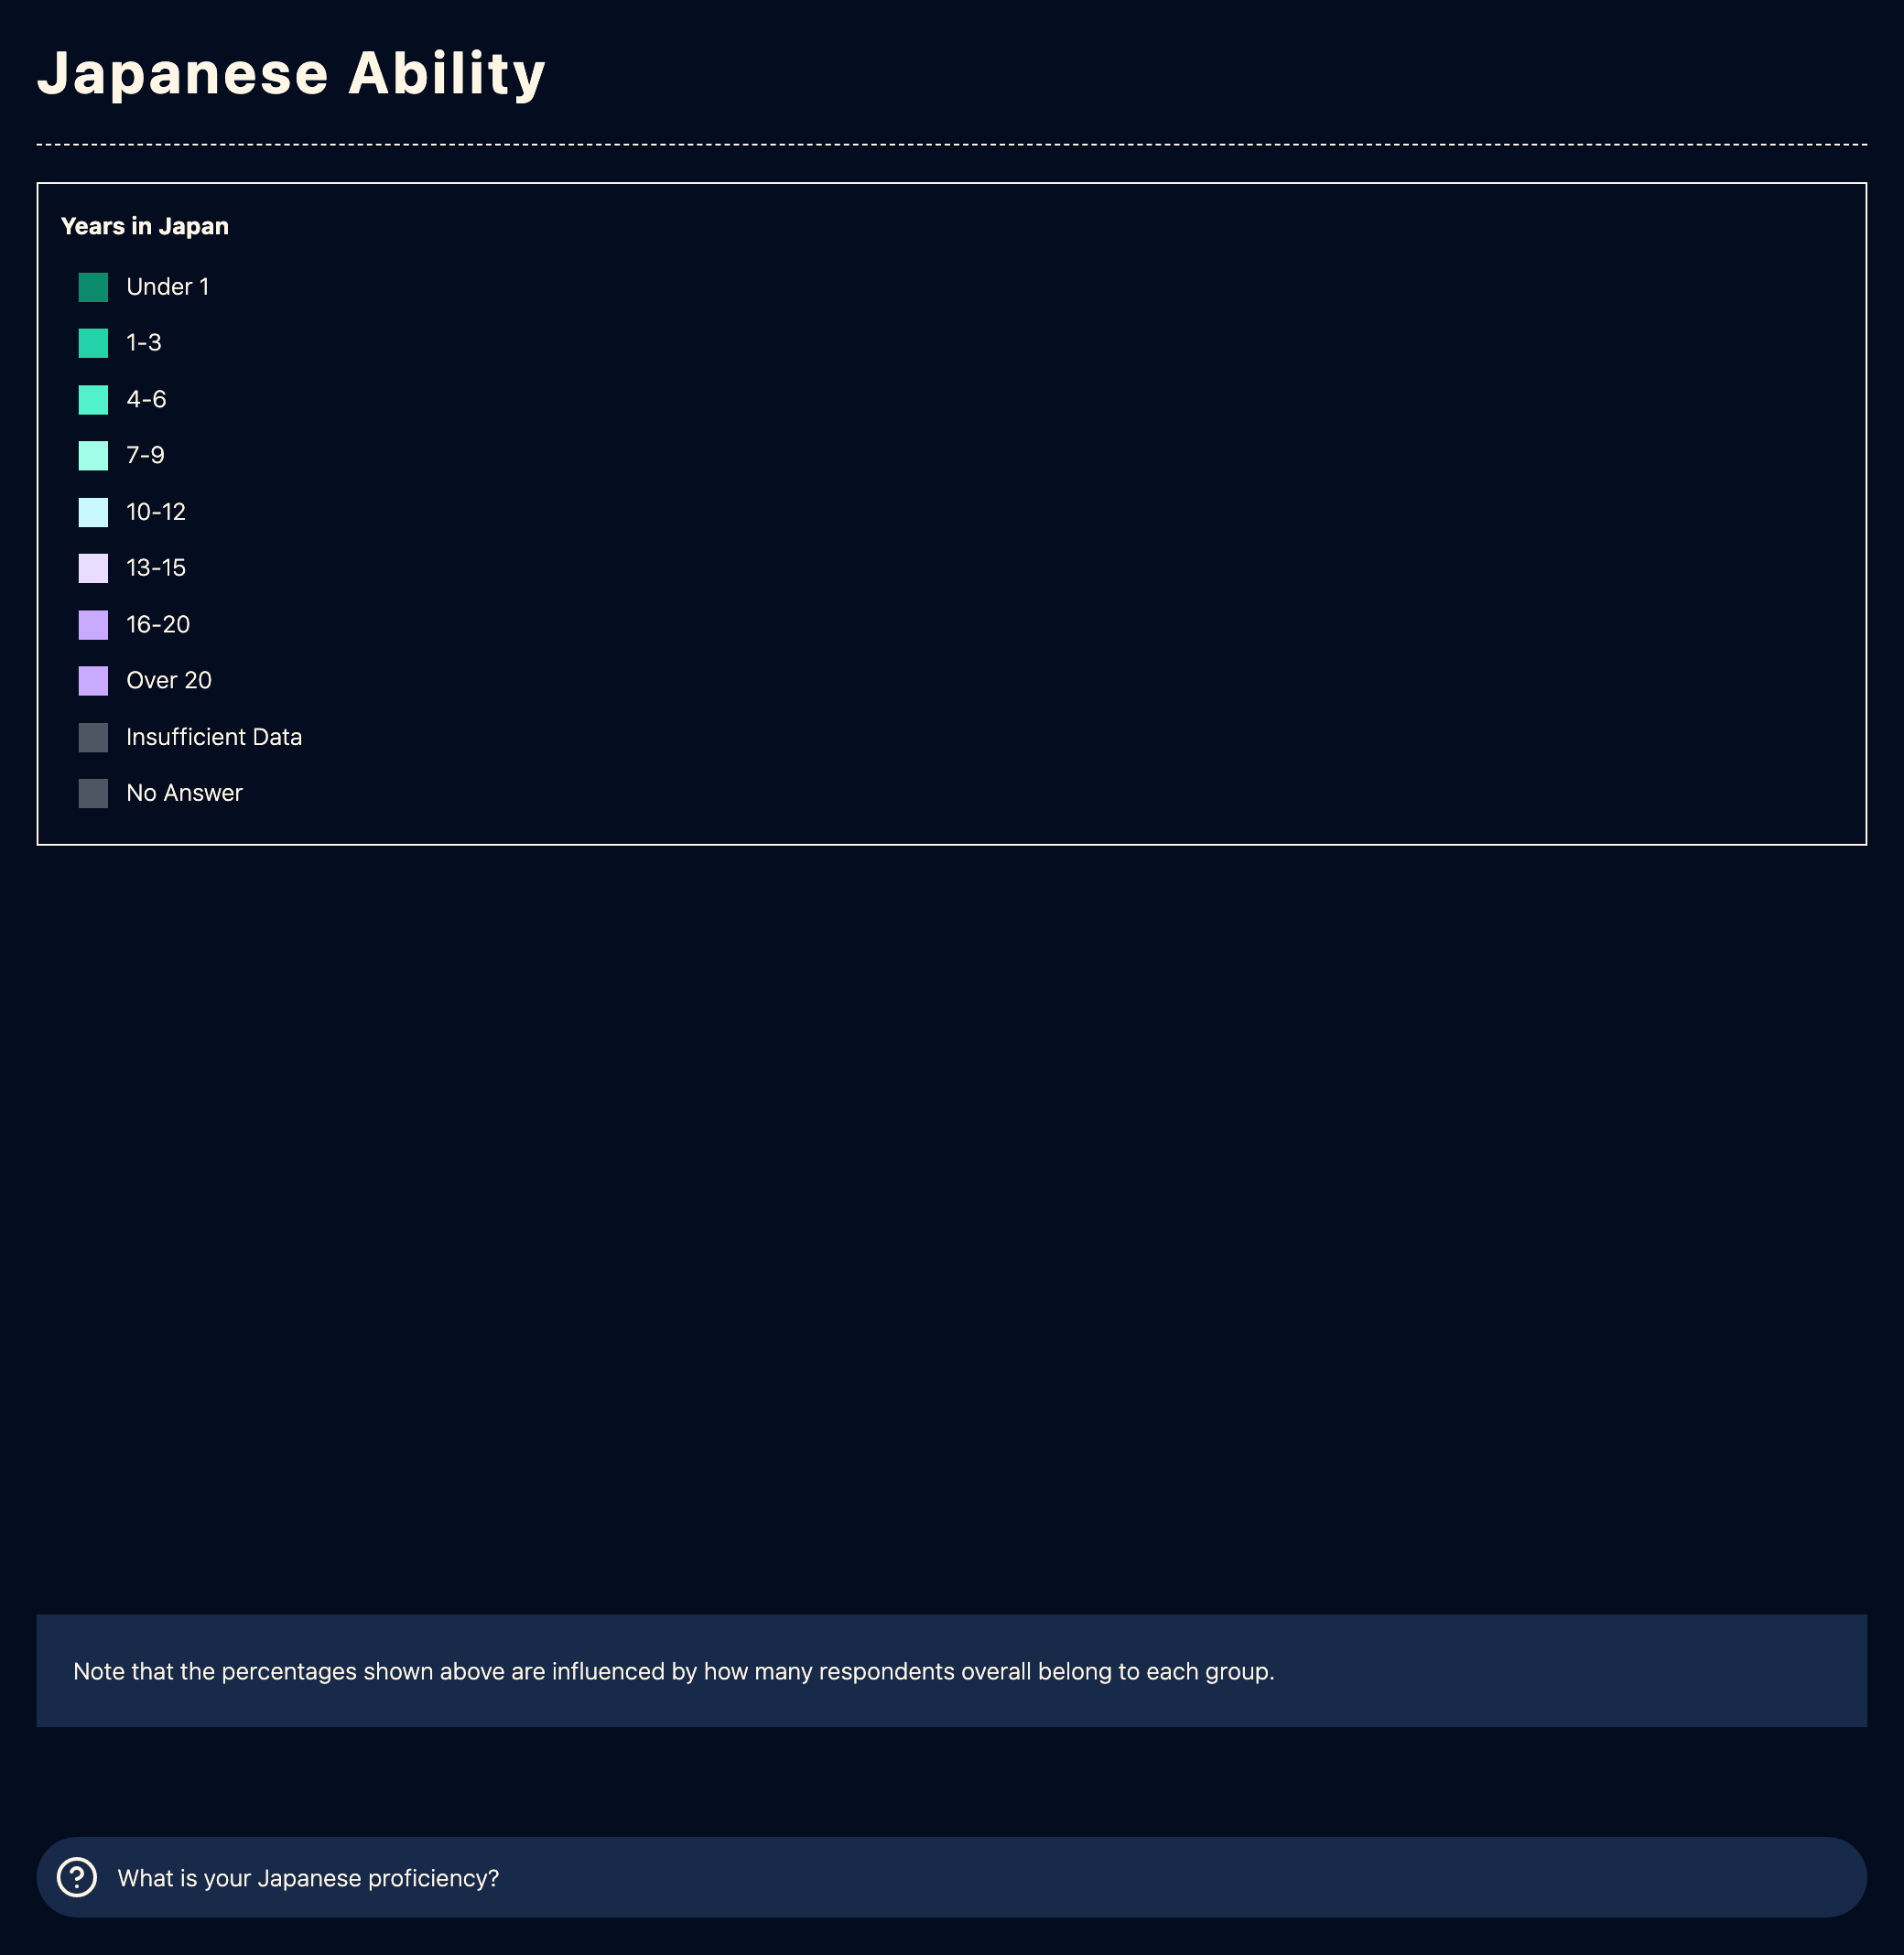 Japanese Ability
Years in Japan
Under 1
1-3
4-6
7-9
10-12
13-15
16-20
Over 20
Insufficient Data
No Answer
Note that the percentages shown above are influenced by how many respondents overall belong to each group.
What is your Japanese proficiency?